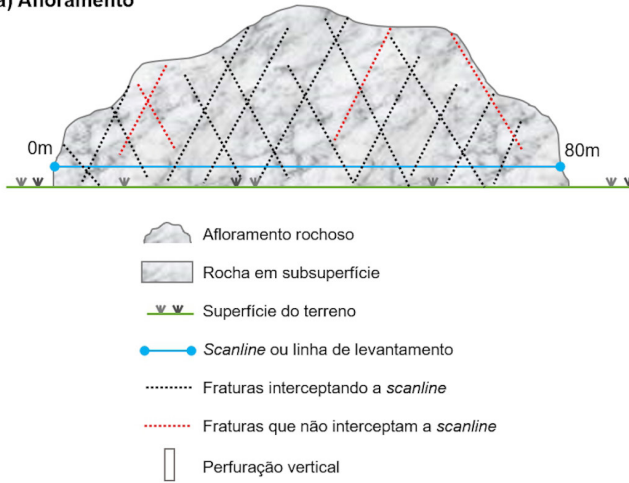 a) Afloramento
0m
80m
Afloramento rochoso
Rocha em subsuperfície
Superfície do terreno
Scanline ou linha de levantamento
Fraturas interceptando a scanline
Fraturas que não interceptam a scanline
Perfuração vertical